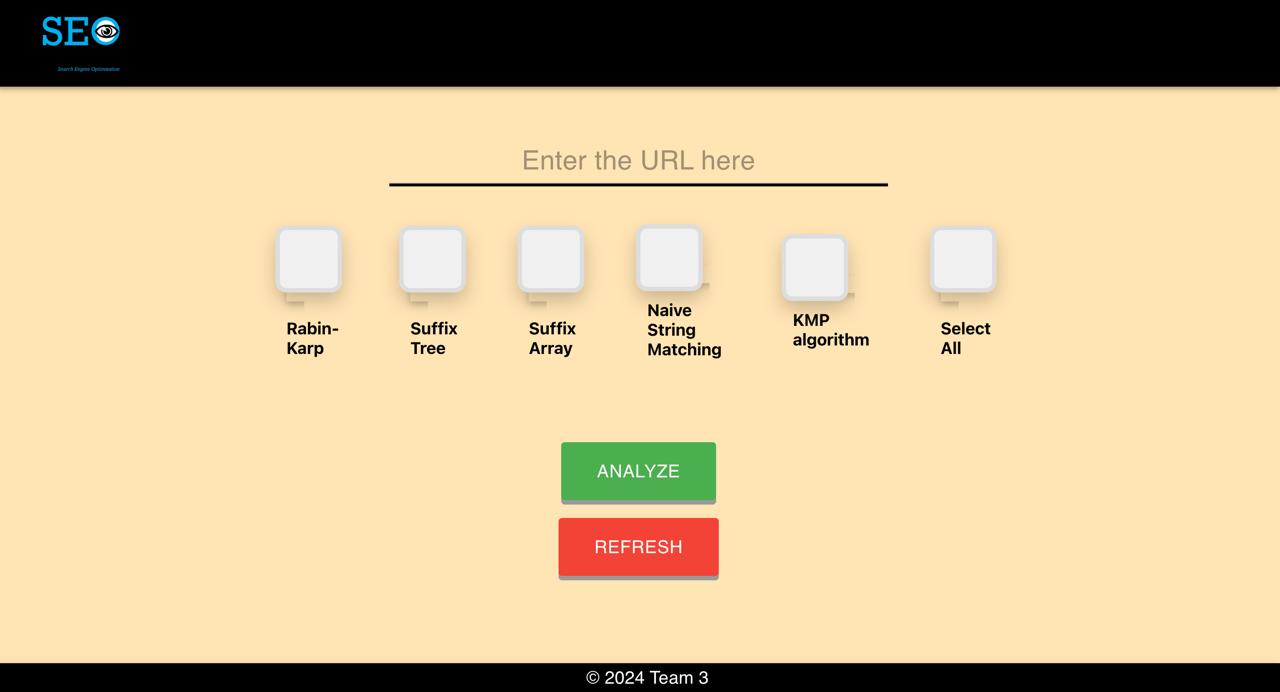 SEO
Search Engine Optimization
Enter the URL here
Rabin-
Karp
Suffix
Tree
Suffix
Array
Naive
String
Matching
KMP
algorithm
Select
All
ANALYZE
REFRESH
© 2024 Team 3